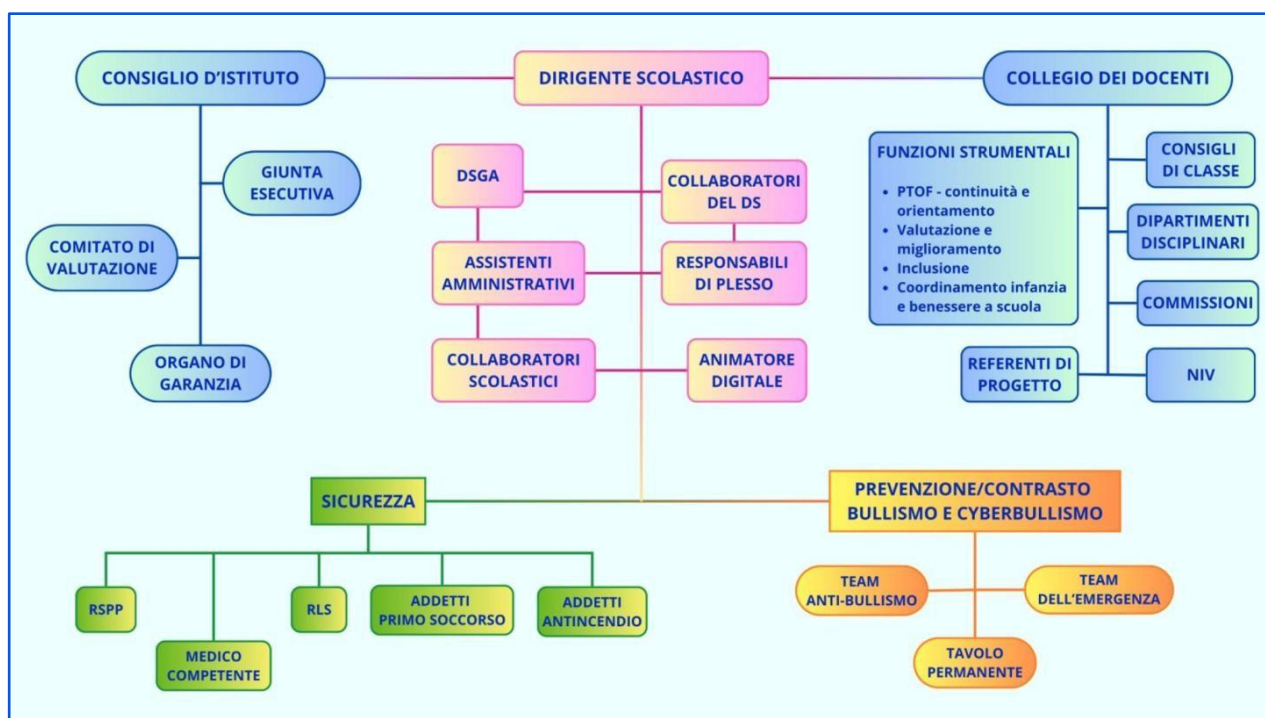 CONSIGLIO D'ISTITUTO
DIRIGENTE SCOLASTICO
COLLEGIO DEI DOCENTI
GIUNTA
ESECUTIVA
COMITATO DI
VALUTAZIONE
ORGANO DI
GARANZIA
DSGA
COLLABORATORI
DEL DS
ASSISTENTI
AMMINISTRATIVI
RESPONSABILI
DI PLESSO
COLLABORATORI
SCOLASTICI
ANIMATORE
DIGITALE
FUNZIONI STRUMENTALI
• PTOF - continuità e
orientamento
• Valutazione e
miglioramento
• Inclusione
• Coordinamento infanzia
e benessere a scuola
CONSIGLI
DI CLASSE
DIPARTIMENTI
DISCIPLINARI
COMMISSIONI
REFERENTI DI
PROGETTO
NIV
SICUREZZA
RSPP
MEDICO
COMPETENTE
RLS
ADDETTI
PRIMO SOCCORSO
ADDETTI
ANTINCENDIO
PREVENZIONE/CONTRASTO
BULLISMO E CYBERBULLISMO
TEAM
ANTI-BULLISMO
TEAM
DELL'EMERGENZA
TAVOLO
PERMANENTE